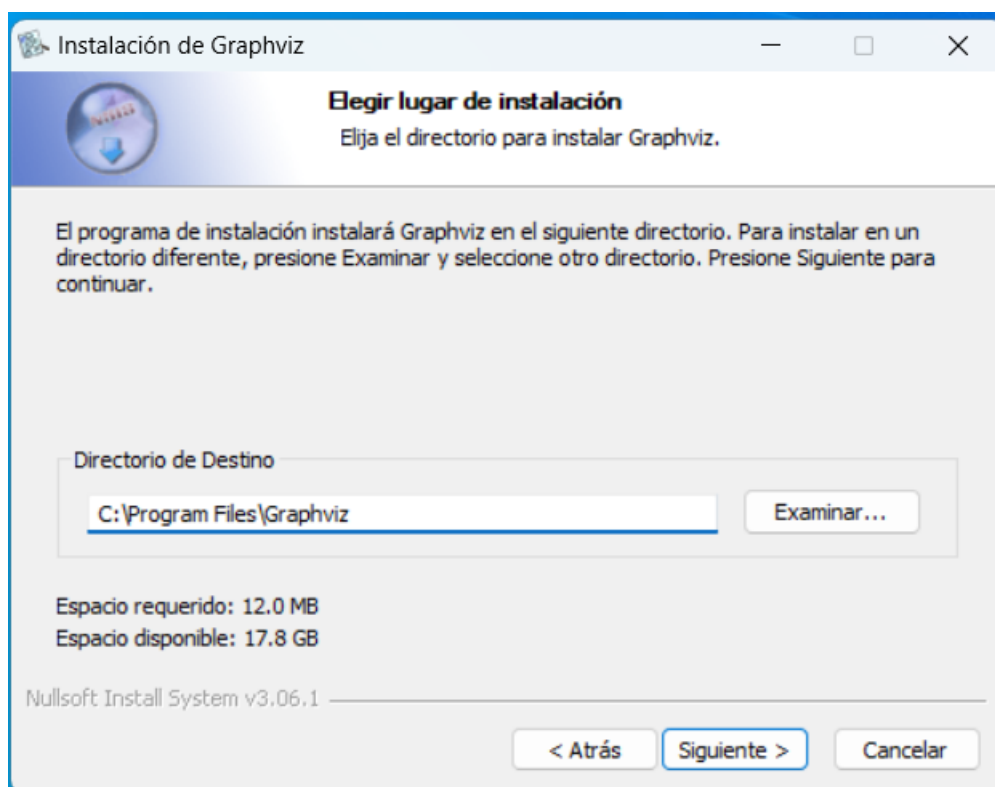 Instalación de Graphviz
Elegir lugar de instalación
Elija el directorio para instalar Graphviz.
El programa de instalación instalará Graphviz en el siguiente directorio. Para instalar en un
directorio diferente, presione Examinar y seleccione otro directorio. Presione Siguiente para
continuar.
Directorio de Destino
C:\Program Files\Graphviz
Examinar...
Espacio requerido: 12.0 MB
Espacio disponible: 17.8 GB
Nullsoft Install System v3.06.1
< Atrás
Siguiente >
Cancelar